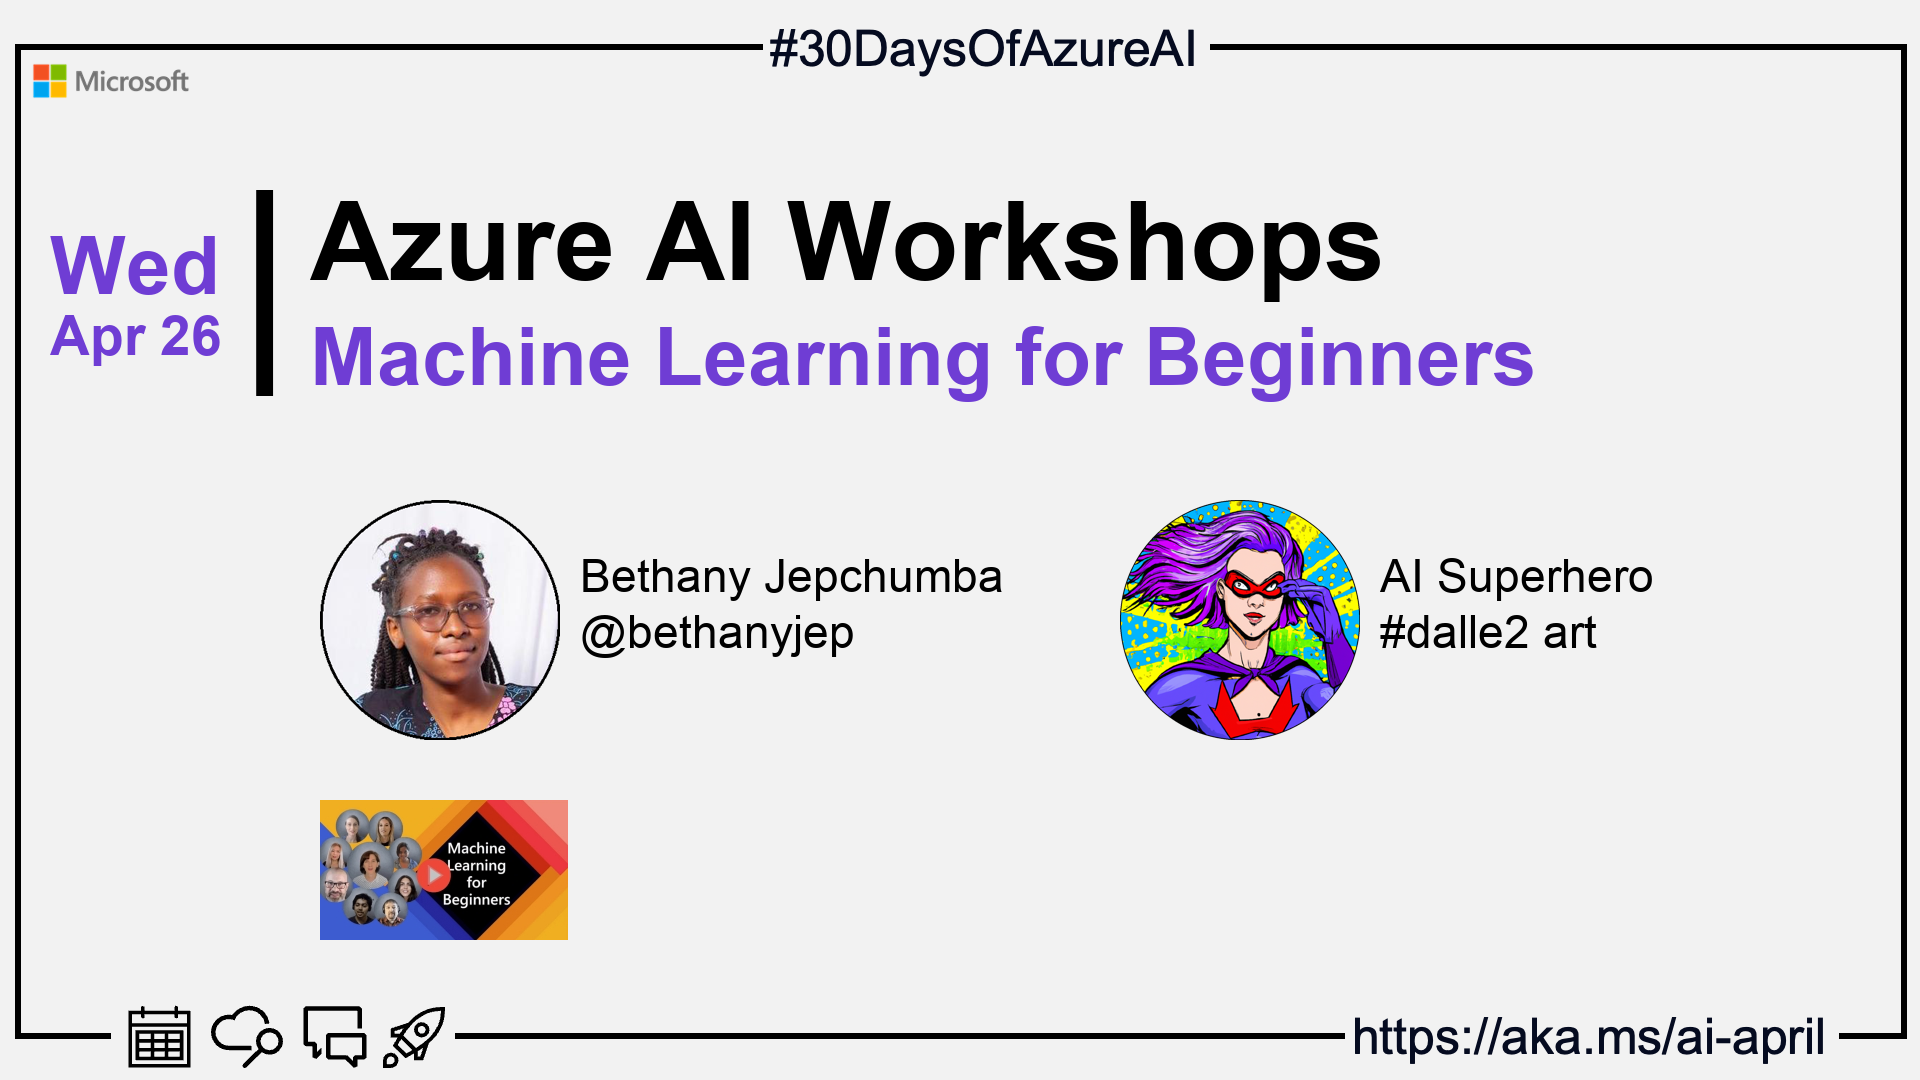 #30DaysOfAzureAI
Microsoft
Wed
Apr 26
Azure AI Workshops
Machine Learning for Beginners
Bethany Jepchumba
@bethanyjep
AI Superhero
#dalle2 art
Machine
Learning
for
Beginners
https://aka.ms/ai-april